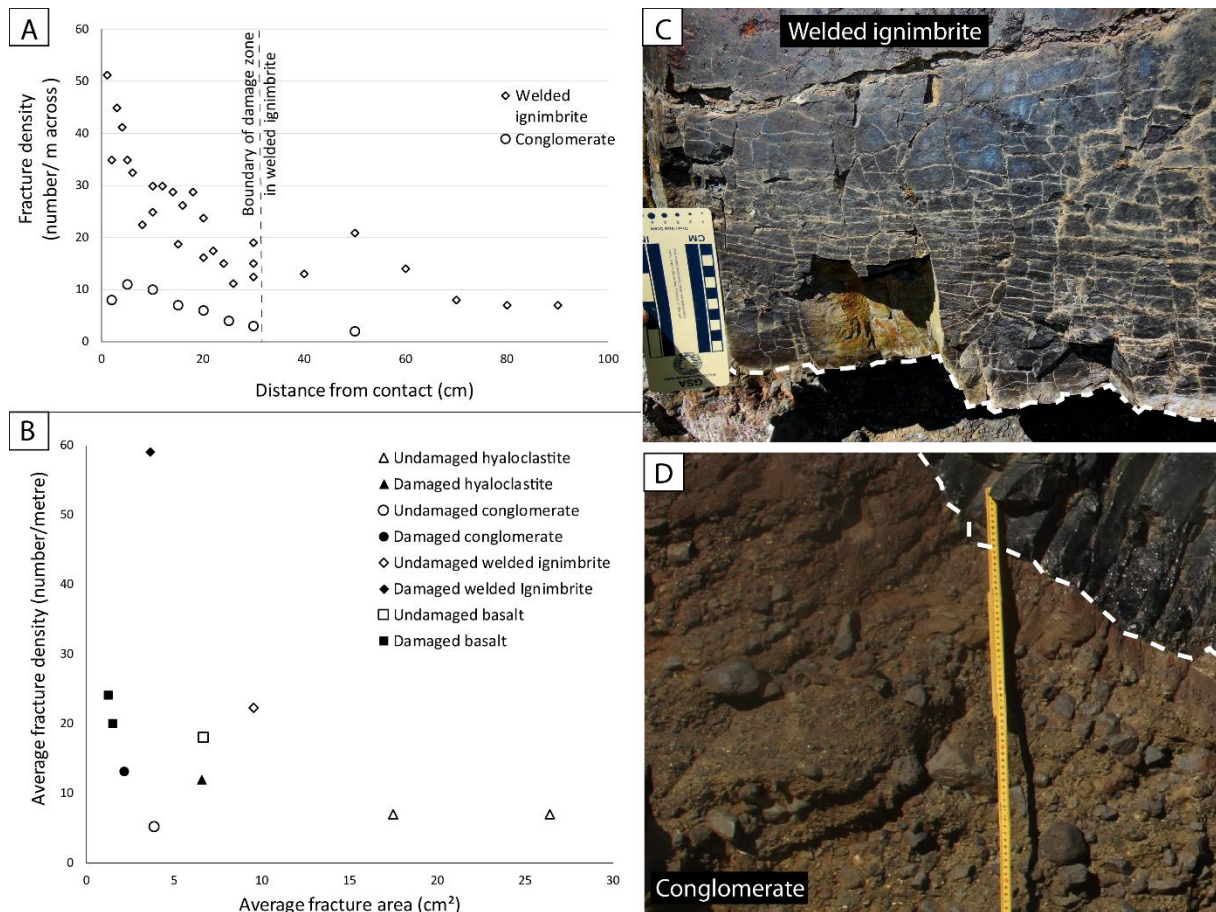 A
60
50
40
30
20
10
0
0 20 40 60 80 100
Fracture density
(number/ m across )
Distance from contact (cm)
Boundary of damage zone
in welded ignimbrite
Welded
ignimbrite
Conglomerate
B
60
50
40
30
20
10
0
0 5 10 15 20 25 30
Average fracture density (number/metre)
Average fracture area (cm²)
Undamaged hyaloclastite
Damaged hyaloclastite
Undamaged conglomerate
Damaged conglomerate
Undamaged welded ignimbrite
Damaged welded Ignimbrite
Undamaged basalt
Damaged basalt
C
Welded ignimbrite
CM
GSA
D
Conglomerate